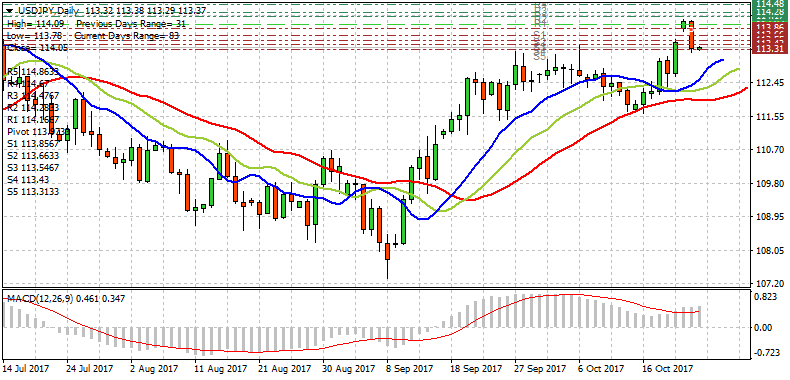 USDJPY,Daily 113.32 113.38 113.29 113.37
High= 114.09 Previous Days Range= 31
Low= 113.78 Current Days Range= 83
Close= 114.05
R5 114.8633
R3 114.4767
R2
R1
Pivot
S1 113.8567
S2 113.6633
S3 113.5467
S4 113.43
S5 113.3133
S5
114.48
114.28
113.86
113.31
112.45
111.55
110.70
109.80
108.95
108.05
107.20
MACD(12,26,9) 0.461 0.347
0.823
0.00
-0.723
14 Jul 2017 24 Jul 2017 2 Aug 2017 11 Aug 2017 21 Aug 2017 30 Aug 2017 8 Sep 2017 18 Sep 2017 27 Sep 2017 6 Oct 2017 16 Oct 2017